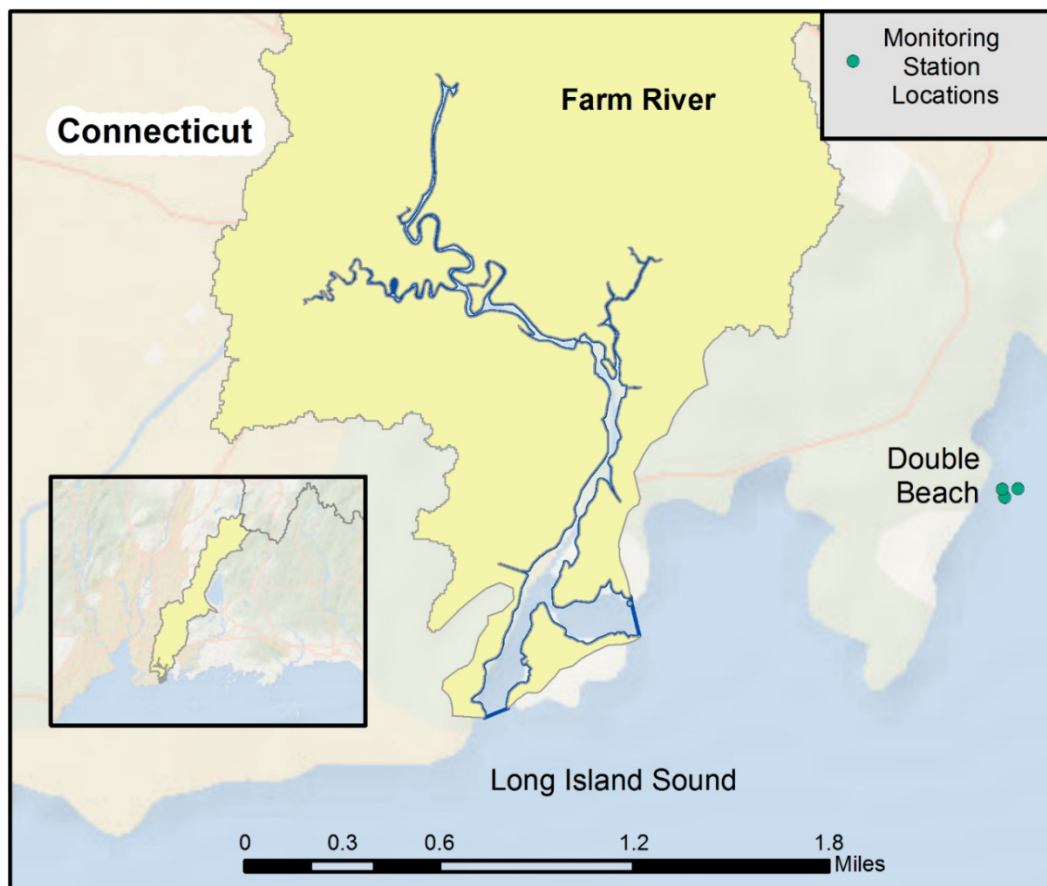 Monitoring
Station
Locations
Farm River
Connecticut
Double
Beach
Long Island Sound
0 0.3 0.6 1.2 1.8
Miles